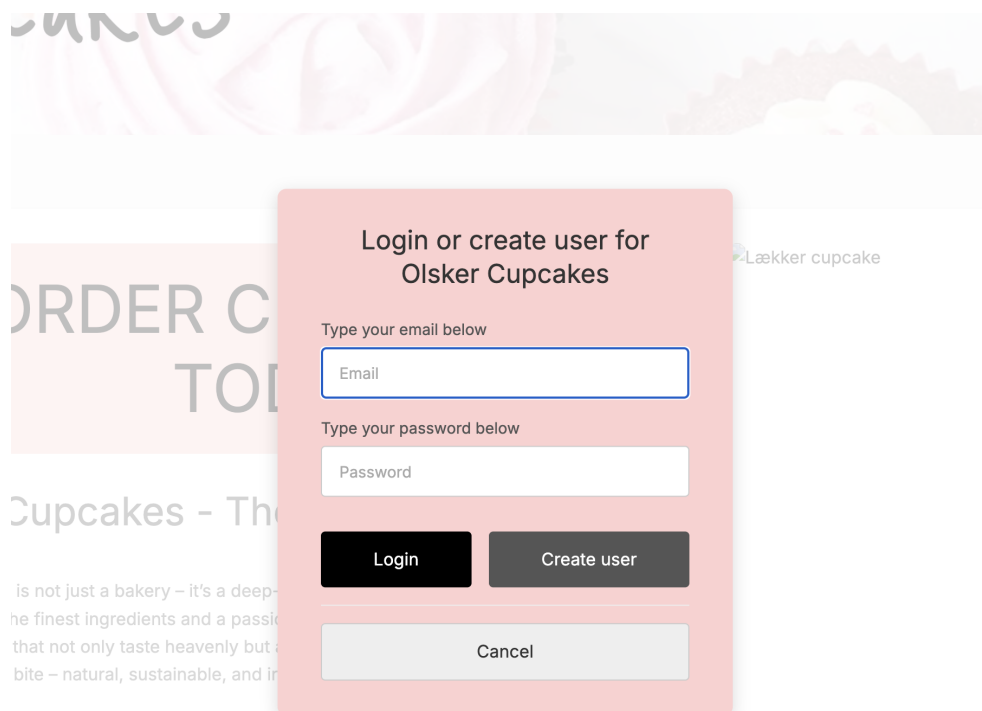 Login or create user for
Olsker Cupcakes
Lækker cupcake
ORDER C
TOD
Type your email below
Email
Type your password below
Password
Cupcakes - The
Login
Create user
is not just a bakery – it's a deep-
he finest ingredients and a passi
that not only taste heavenly but
bite – natural, sustainable, and
Cancel